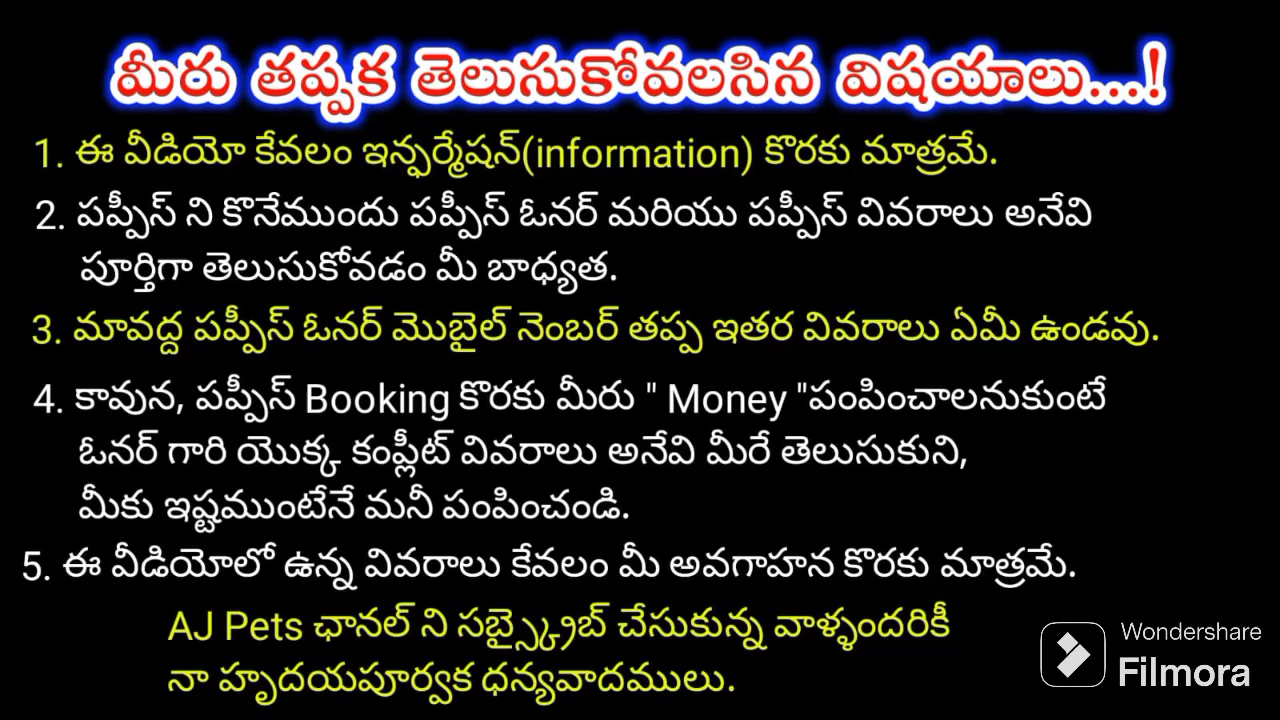 మీరు తప్పక తెలుసుకోవలసిన విషయాలు...!
1. ఈ వీడియో కేవలం ఇన్ఫర్మేషన్(information) కొరకు మాత్రమే.
2. పప్పీస్ ని కొనేముందు పప్పీస్ ఓనర్ మరియు పప్పీస్ వివరాలు అనేవి
పూర్తిగా తెలుసుకోవడం మీ బాధ్యత.
3. మావద్ద పప్పీస్ ఓనర్ మొబైల్ నెంబర్ తప్ప ఇతర వివరాలు ఏమీ ఉండవు.
4. కావున, పప్పీస్ Booking కొరకు మీరు " Money "పంపించాలనుకుంటే
ఓనర్ గారి యొక్క కంప్లీట్ వివరాలు అనేవి మీరే తెలుసుకుని,
మీకు ఇష్టముంటేనే మనీ పంపించండి.
5. ఈ వీడియోలో ఉన్న వివరాలు కేవలం మీ అవగాహన కొరకు మాత్రమే.
AJ Pets ఛానల్ ని సబ్స్క్రైబ్ చేసుకున్న వాళ్ళందరికీ
నా హృదయపూర్వక ధన్యవాదములు.
Wondershare
Filmora